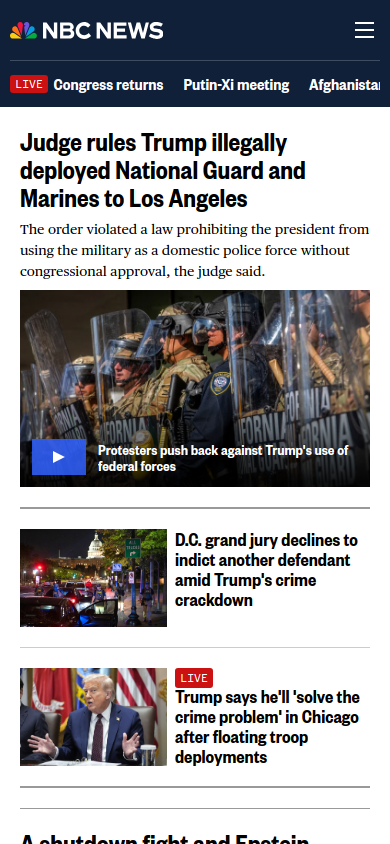 NBC NEWS
LIVE Congress returns Putin-Xi meeting
Judge rules Trump illegally
deployed National Guard and
Marines to Los Angeles
The order violated a law prohibiting the president from
using the military as a domestic police force without
congressional approval, the judge said.
Protesters push back against Trump's use of
federal forces
D.C. grand jury declines to
indict another defendant
amid Trump's crime
crackdown
LIVE
Trump says he'll 'solve the
crime problem' in Chicago
after floating troop
deployments
A shutdown fight and Epstein